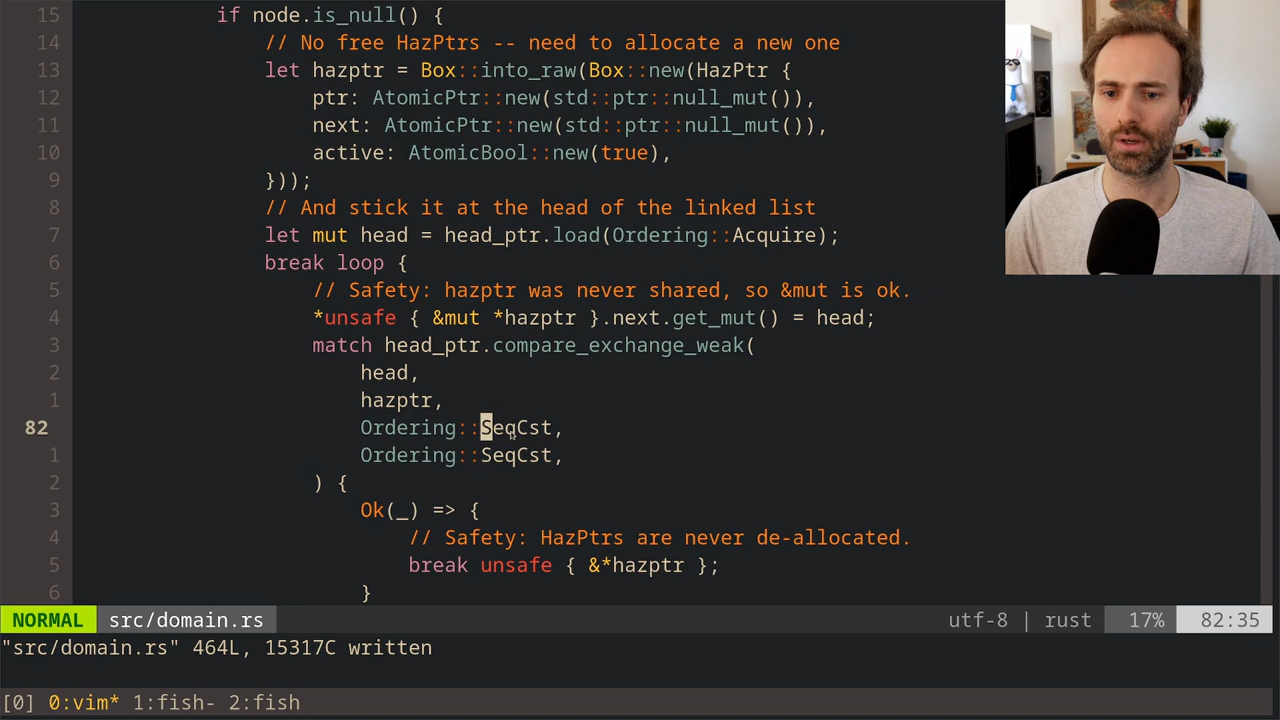 15 if node.is_null() {
14 // No free HazPtrs -- need to allocate a new one
13 let hazptr = Box::into_raw(Box::new(HazPtr {
12 ptr: AtomicPtr::new(std::ptr::null_mut()),
11 next: AtomicPtr::new(std::ptr::null_mut()),
10 active: AtomicBool::new(true),
9 }));
8 // And stick it at the head of the linked list
7 let mut head = head_ptr.load(Ordering::Acquire);
6 break loop {
5 // Safety: hazptr was never shared, so &mut is ok.
4 *unsafe { &mut *hazptr }.next.get_mut() = head;
3 match head_ptr.compare_exchange_weak(
2 head,
1 hazptr,
82 Ordering::SeqCst,
1 Ordering::SeqCst,
2 ) {
3 Ok(_) => {
4 // Safety: HazPtrs are never de-allocated.
5 break unsafe { &*hazptr };
6 }
NORMAL src/domain.rs utf-8 | rust 17% 82:35
"src/domain.rs" 464L, 15317C written
[0] 0:vim* 1:fish- 2:fish